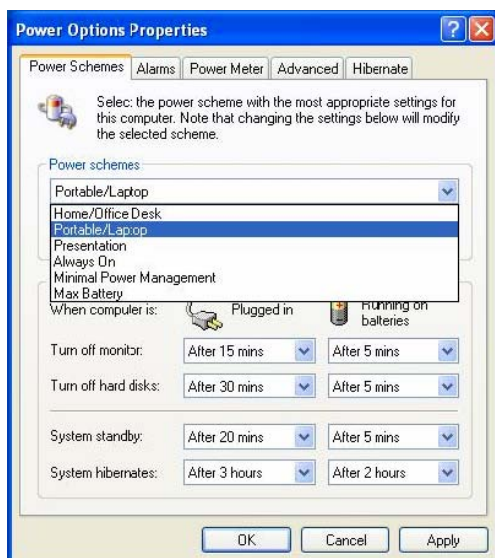 Power Options Properties
Power Schemes Alarms Power Meter Advanced Hibernate
Select the power scheme with the most appropriate settings for
this computer. Note that changing the settings below will modify
the selected scheme.
Power schemes
Portable/Laptop
Home/Office Desk
Portable/Laptop
Presentation
Always On
Minimal Power Management
Max Battery
When computer is: Plugged in Running on
batteries
Turn off monitor: After 15 mins After 5 mins
Turn off hard disks: After 30 mins After 5 mins
System standby: After 20 mins After 5 mins
System hibernates: After 3 hours After 2 hours
OK Cancel Apply